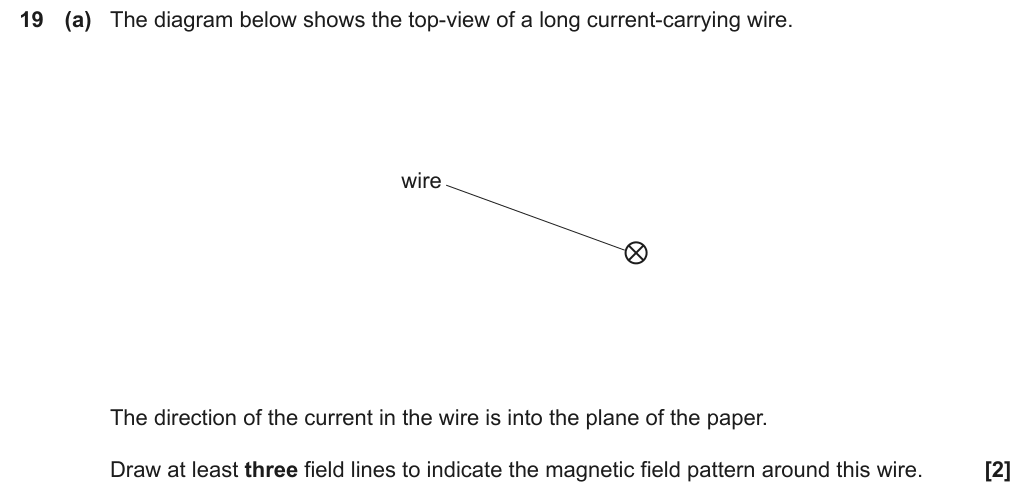 19 (a) The diagram below shows the top-view of a long current-carrying wire.
wire
The direction of the current in the wire is into the plane of the paper.
Draw at least three field lines to indicate the magnetic field pattern around this wire. [2]